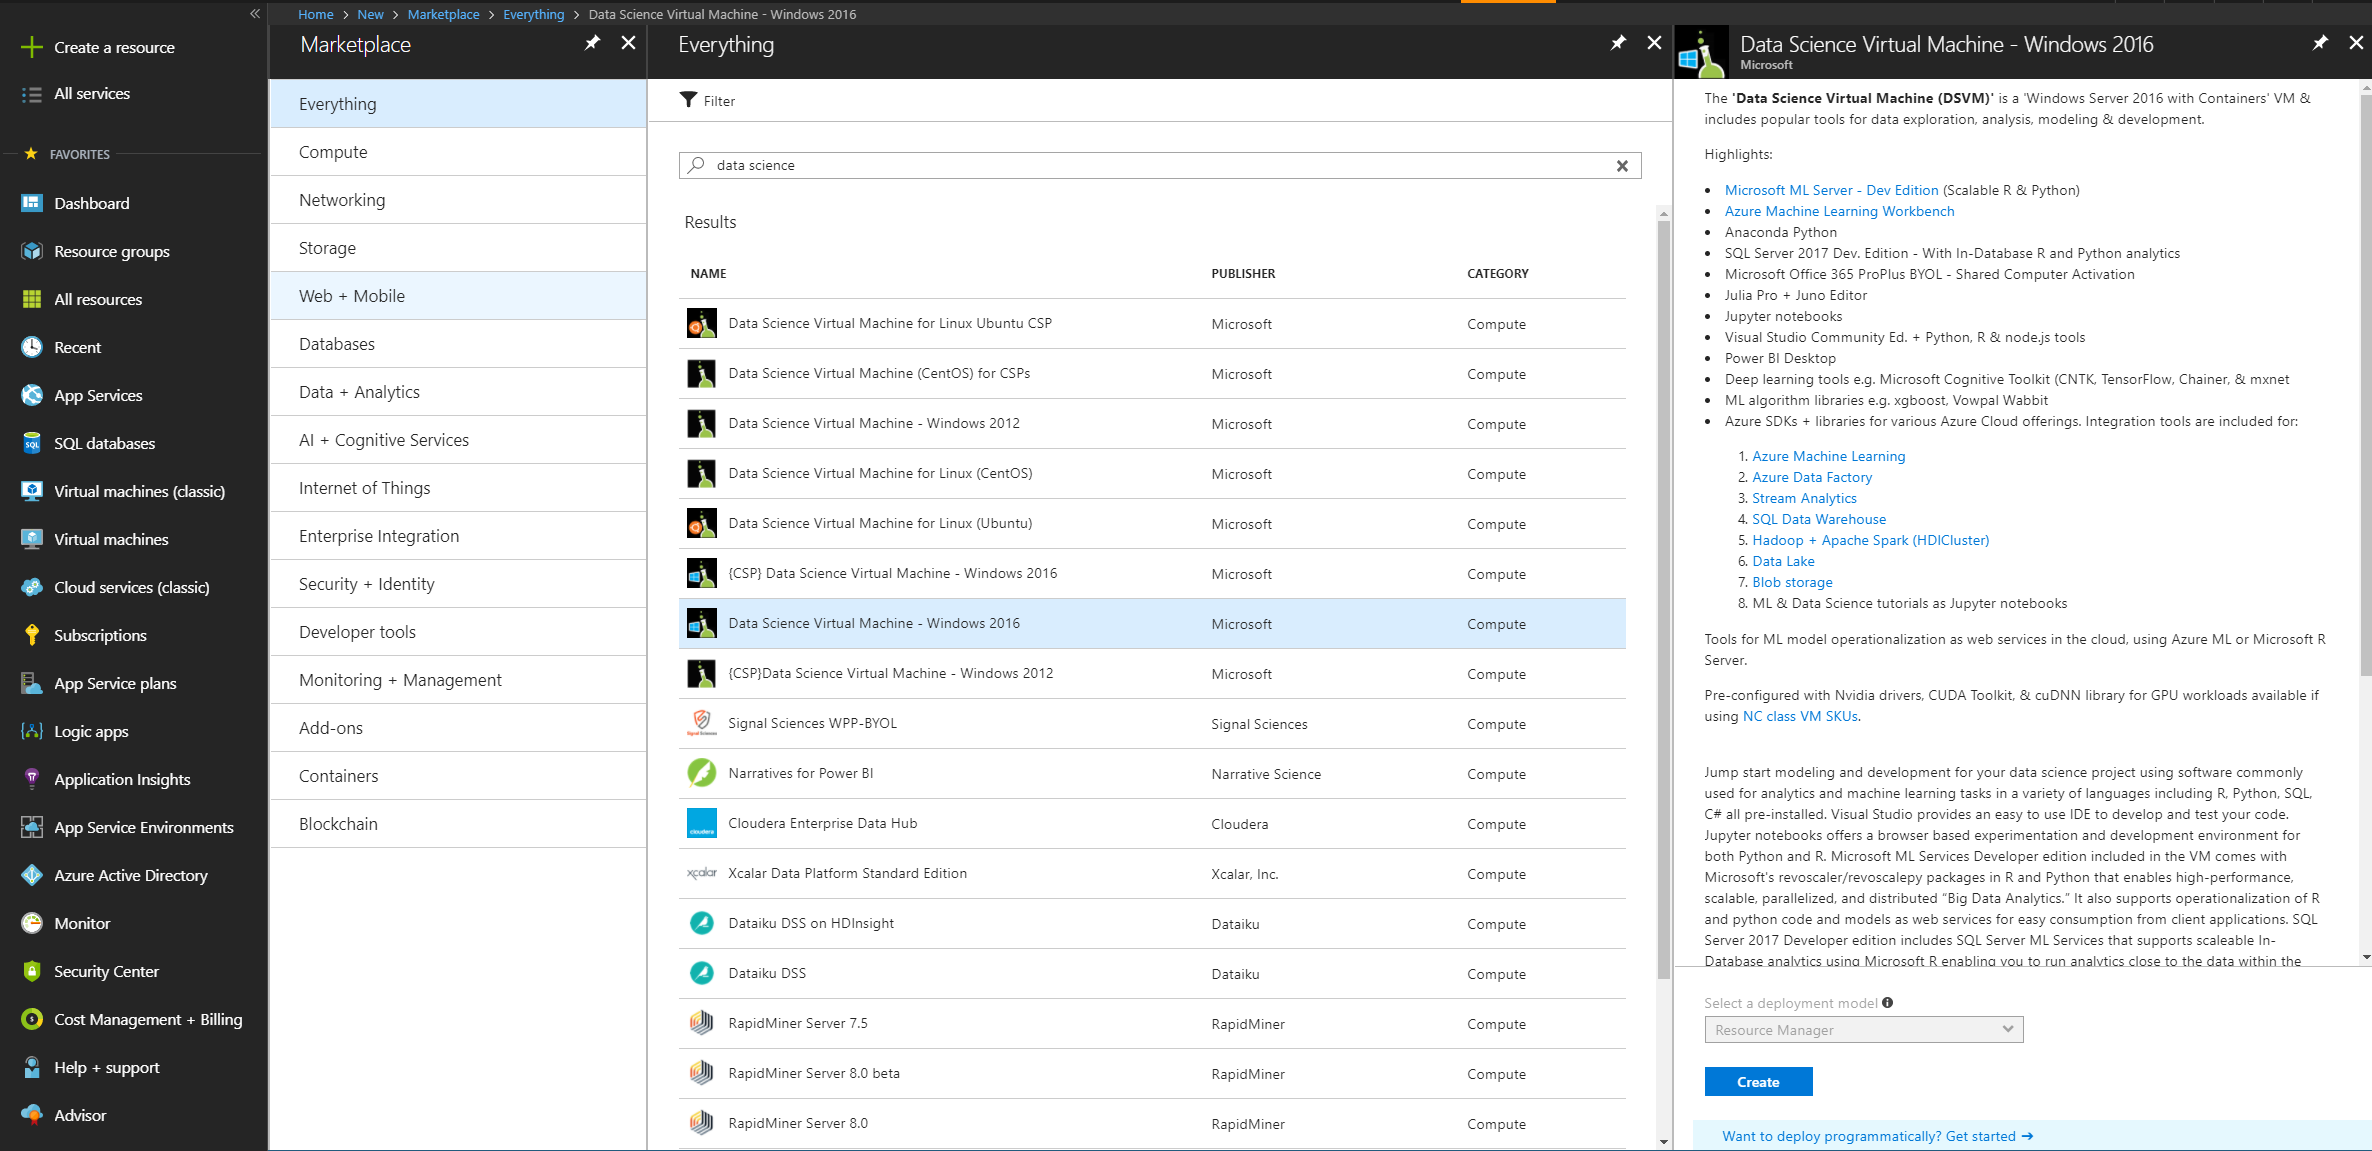 Home > New > Marketplace > Everything > Data Science Virtual Machine - Windows 2016
Create a resource
All services
FAVORITES
Dashboard
Resource groups
All resources
Recent
App Services
SQL databases
Virtual machines (classic)
Virtual machines
Cloud services (classic)
Subscriptions
App Service plans
Logic apps
Application Insights
App Service Environments
Azure Active Directory
Monitor
Security Center
Cost Management + Billing
Help + support
Advisor
Marketplace
Everything
Compute
Networking
Storage
Web + Mobile
Databases
Data + Analytics
AI + Cognitive Services
Internet of Things
Enterprise Integration
Security + Identity
Developer tools
Monitoring + Management
Add-ons
Containers
Blockchain
Everything
Filter
data science
Results
NAME PUBLISHER CATEGORY
Data Science Virtual Machine for Linux Ubuntu CSP Microsoft Compute
Data Science Virtual Machine (CentOS) for CSPs Microsoft Compute
Data Science Virtual Machine - Windows 2012 Microsoft Compute
Data Science Virtual Machine for Linux (CentOS) Microsoft Compute
Data Science Virtual Machine for Linux (Ubuntu) Microsoft Compute
{CSP} Data Science Virtual Machine - Windows 2016 Microsoft Compute
Data Science Virtual Machine - Windows 2016 Microsoft Compute
{CSP}Data Science Virtual Machine - Windows 2012 Microsoft Compute
Signal Sciences WPP-BYOL Signal Sciences Compute
Narratives for Power BI Narrative Science Compute
cloudera Cloudera Enterprise Data Hub Cloudera Compute
xcalar Xcalar Data Platform Standard Edition Xcalar, Inc. Compute
Dataiku DSS on HDInsight Dataiku Compute
Dataiku DSS Dataiku Compute
RapidMiner Server 7.5 RapidMiner Compute
RapidMiner Server 8.0 beta RapidMiner Compute
RapidMiner Server 8.0 RapidMiner Compute
Data Science Virtual Machine - Windows 2016
Microsoft
The 'Data Science Virtual Machine (DSVM)' is a 'Windows Server 2016 with Containers' VM &
includes popular tools for data exploration, analysis, modeling & development.
Highlights:
• Microsoft ML Server - Dev Edition (Scalable R & Python)
• Azure Machine Learning Workbench
• Anaconda Python
• SQL Server 2017 Dev. Edition - With In-Database R and Python analytics
• Microsoft Office 365 ProPlus BYOL - Shared Computer Activation
• Julia Pro + Juno Editor
• Jupyter notebooks
• Visual Studio Community Ed. + Python, R & node.js tools
• Power BI Desktop
• Deep learning tools e.g. Microsoft Cognitive Toolkit (CNTK, TensorFlow, Chainer, & mxnet
• ML algorithm libraries e.g. xgboost, Vowpal Wabbit
• Azure SDKs + libraries for various Azure Cloud offerings. Integration tools are included for:
1. Azure Machine Learning
2. Azure Data Factory
3. Stream Analytics
4. SQL Data Warehouse
5. Hadoop + Apache Spark (HDICluster)
6. Data Lake
7. Blob storage
8. ML & Data Science tutorials as Jupyter notebooks
Tools for ML model operationalization as web services in the cloud, using Azure ML or Microsoft R
Server.
Pre-configured with Nvidia drivers, CUDA Toolkit, & cuDNN library for GPU workloads available if
using NC class VM SKUs.
Jump start modeling and development for your data science project using software commonly
used for analytics and machine learning tasks in a variety of languages including R, Python, SQL,
C# all pre-installed. Visual Studio provides an easy to use IDE to develop and test your code.
Jupyter notebooks offers a browser based experimentation and development environment for
both Python and R. Microsoft ML Services Developer edition included in the VM comes with
Microsoft's revoscaler/revoscalepy packages in R and Python that enables high-performance,
scalable, parallelized, and distributed “Big Data Analytics.” It also supports operationalization of R
and python code and models as web services for easy consumption from client applications. SQL
Server 2017 Developer edition includes SQL Server ML Services that supports scaleable In-
Database analytics using Microsoft R enabling you to run analytics close to the data within the
Select a deployment model
Resource Manager
Create
Want to deploy programmatically? Get started →